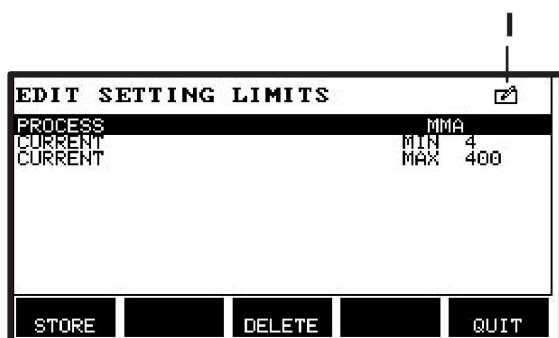 I
EDIT SETTING LIMITS
PROCESS MMA
CURRENT MIN 4
CURRENT MAX 400
STORE DELETE QUIT